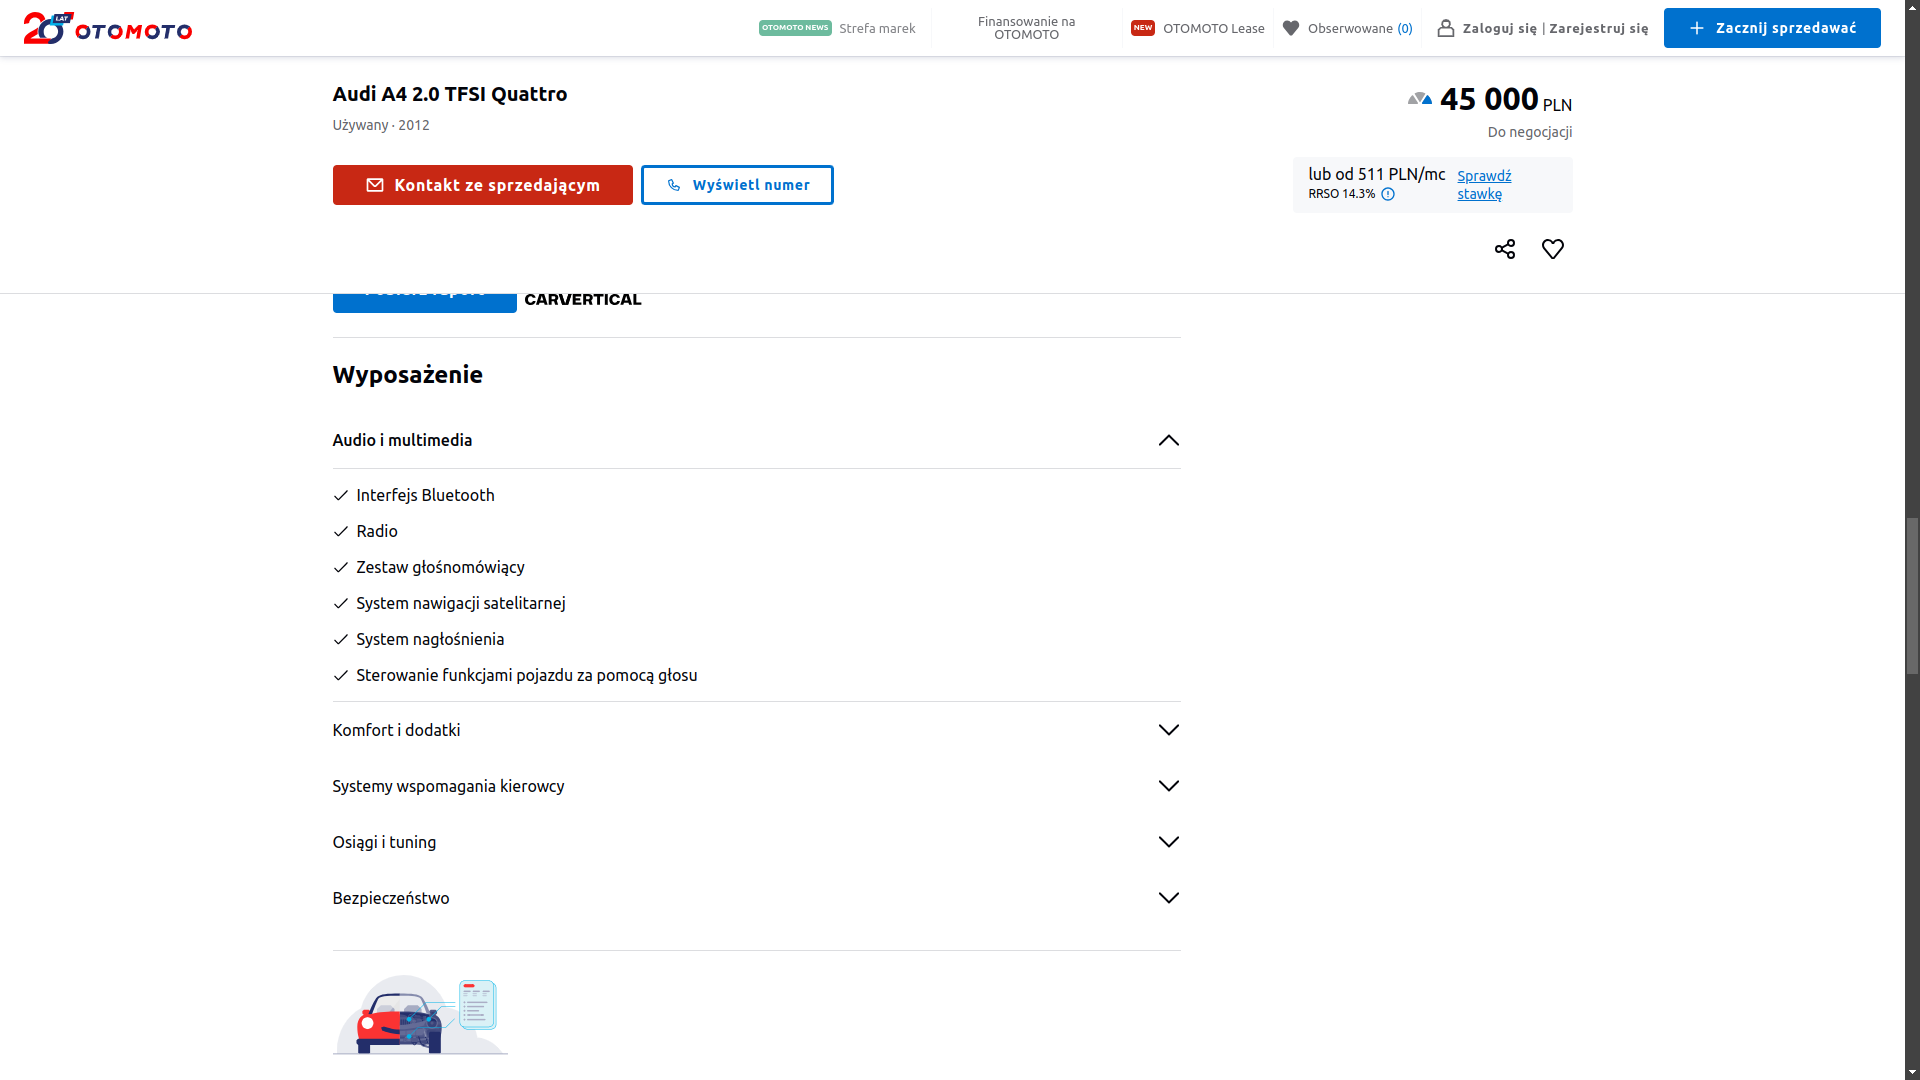 20 LAT OTOMOTO
OTOMOTO NEWS Strefa marek
Finansowanie na
OTOMOTO
NEW OTOMOTO Lease
Obserwowane (0)
Zaloguj się | Zarejestruj się
Zacznij sprzedawać
Audi A4 2.0 TFSI Quattro
Używany · 2012
45 000 PLN
Do negocjacji
Kontakt ze sprzedającym
Wyświetl numer
lub od 511 PLN/mc
RRSO 14.3%
Sprawdź
stawkę
CARVERTICAL
Wyposażenie
Audio i multimedia
Interfejs Bluetooth
Radio
Zestaw głośnomówiący
System nawigacji satelitarnej
System nagłośnienia
Sterowanie funkcjami pojazdu za pomocą głosu
Komfort i dodatki
Systemy wspomagania kierowcy
Osiągi i tuning
Bezpieczeństwo